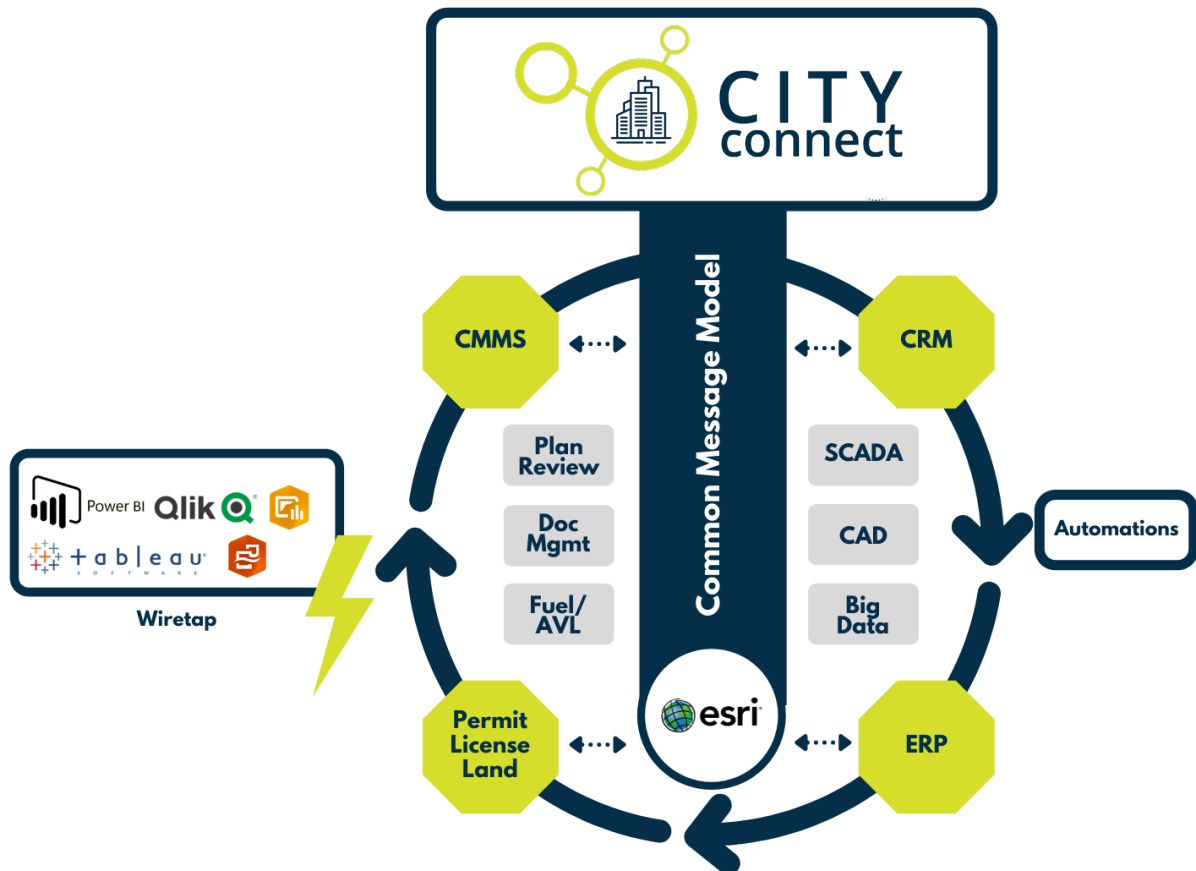 CITY
connect
Common Message Model
CMMS
CRM
Plan
Review
SCADA
Doc
Mgmt
CAD
Fuel/
AVL
Big
Data
Power BI
Qlik
tableau
SOFTWARE
Wiretap
Automations
Permit
License
Land
esri
ERP